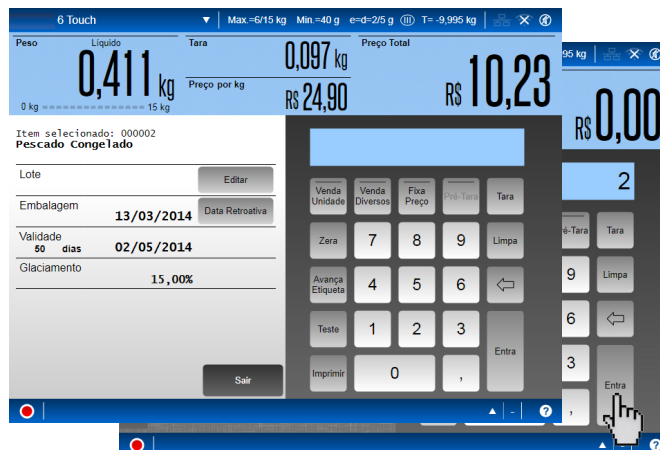 6 Touch ▼ Max.=6/15 kg Min.=40 g e=d=2/5 g (III) T= -9,995 kg
Peso Líquido Tara Preço Total
0,411 kg 0,097 kg
Preço por kg
0 kg 15 kg R$ 24,90 R$ 10,23
Item selecionado: 000002
Pescado Congelado
Lote Editar
Embalagem 13/03/2014 Data Retroativa
Validade
50 dias 02/05/2014
Glaciamento
15,00%
Sair
Venda Unidade Venda Diversos Fixa Preço Pré-Tara Tara
Zera 7 8 9 Limpa
Avança Etiqueta 4 5 6
Teste 1 2 3
Entra
Imprimir 0 ,
▲ - ?
95 kg
R$ 0,00
2
é-Tara Tara
9 Limpa
6
3
Entra
,
▲ ?